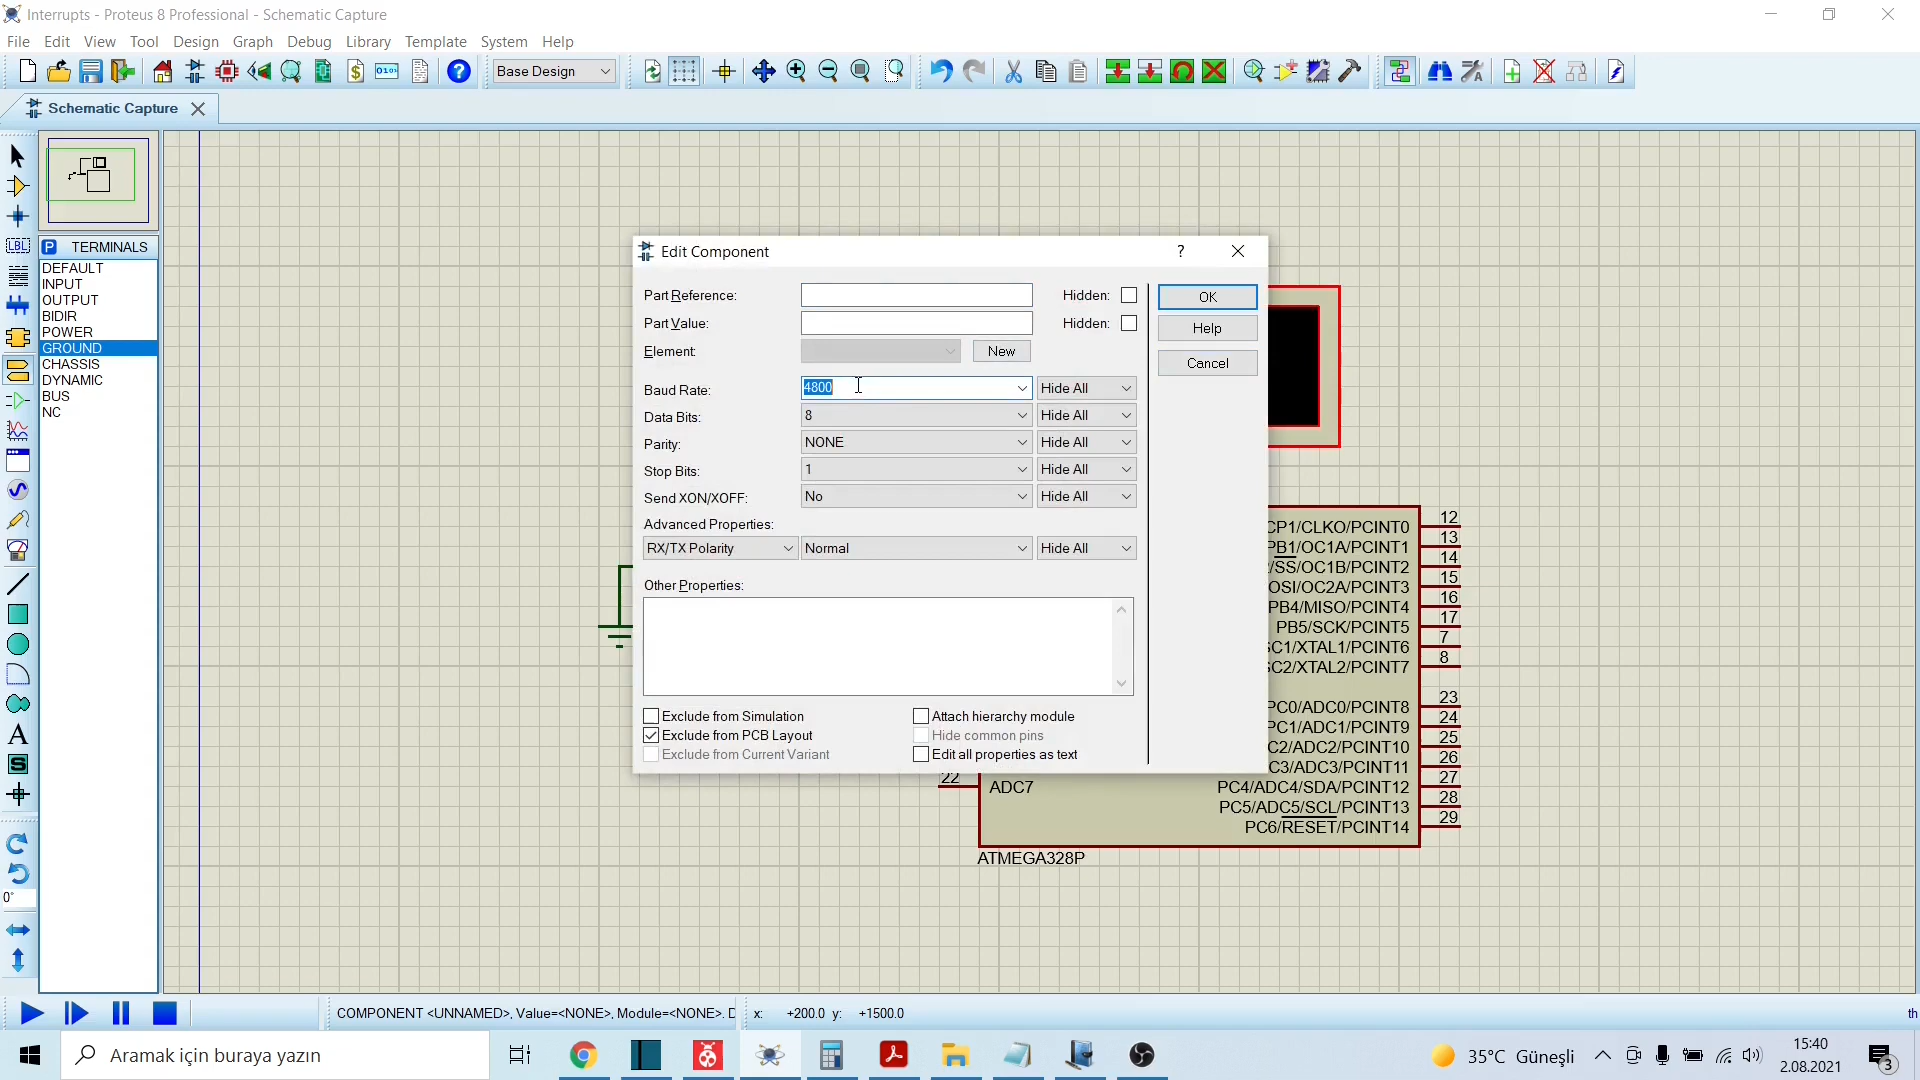 Interrupts - Proteus 8 Professional - Schematic Capture
File Edit View Tool Design Graph Debug Library Template System Help
Base Design
Schematic Capture
TERMINALS
DEFAULT
INPUT
OUTPUT
BIDIR
POWER
GROUND
CHASSIS
DYNAMIC
BUS
NC
LBL
0°
Edit Component
Part Reference: Hidden: OK
Part Value: Hidden: Help
Element: New Cancel
Baud Rate: 4800 Hide All
Data Bits: 8 Hide All
Parity: NONE Hide All
Stop Bits: 1 Hide All
Send XON/XOFF: No Hide All
Advanced Properties:
RX/TX Polarity Normal Hide All
Other Properties:
Exclude from Simulation Attach hierarchy module
Exclude from PCB Layout Hide common pins
Exclude from Current Variant Edit all properties as text
CP1/CLKO/PCINT0 12
PB1/OC1A/PCINT1 13
/SS/OC1B/PCINT2 14
OSI/OC2A/PCINT3 15
PB4/MISO/PCINT4 16
PB5/SCK/PCINT5 17
SC1/XTAL1/PCINT6 7
SC2/XTAL2/PCINT7 8
PC0/ADC0/PCINT8 23
PC1/ADC1/PCINT9 24
C2/ADC2/PCINT10 25
C3/ADC3/PCINT11 26
22 ADC7 PC4/ADC4/SDA/PCINT12 27
PC5/ADC5/SCL/PCINT13 28
PC6/RESET/PCINT14 29
ATMEGA328P
COMPONENT <UNNAMED>, Value=<NONE>, Module=<NONE>. D x: +200.0 y: +1500.0 th
Aramak için buraya yazın 35°C Güneşli 15:40
2.08.2021 3